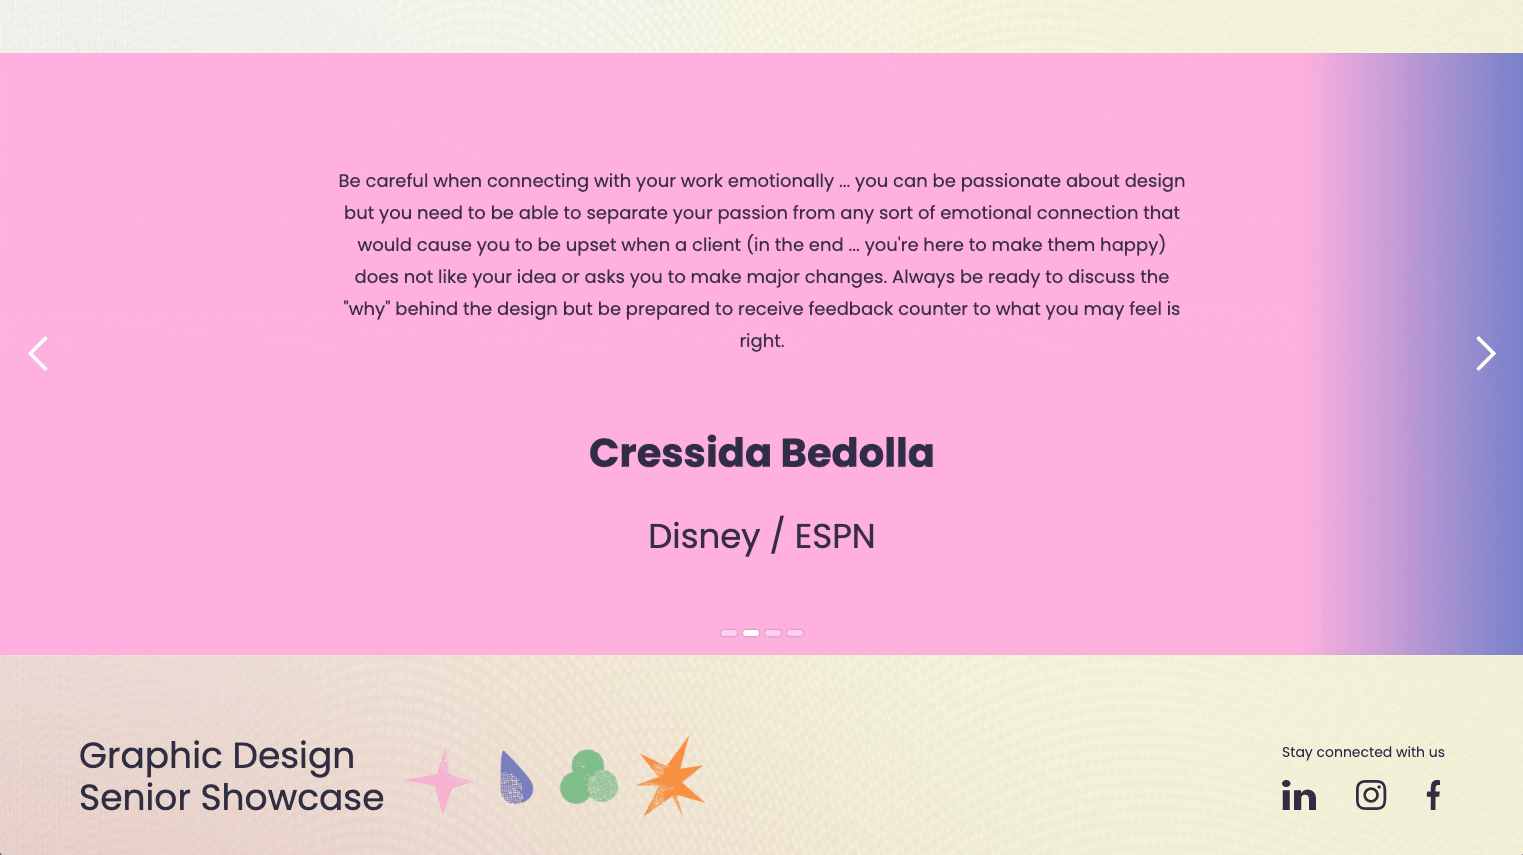 Be careful when connecting with your work emotionally ... you can be passionate about design
but you need to be able to separate your passion from any sort of emotional connection that
would cause you to be upset when a client (in the end ... you're here to make them happy)
does not like your idea or asks you to make major changes. Always be ready to discuss the
"why" behind the design but be prepared to receive feedback counter to what you may feel is
right.
Cressida Bedolla
Disney / ESPN
Graphic Design
Senior Showcase
Stay connected with us